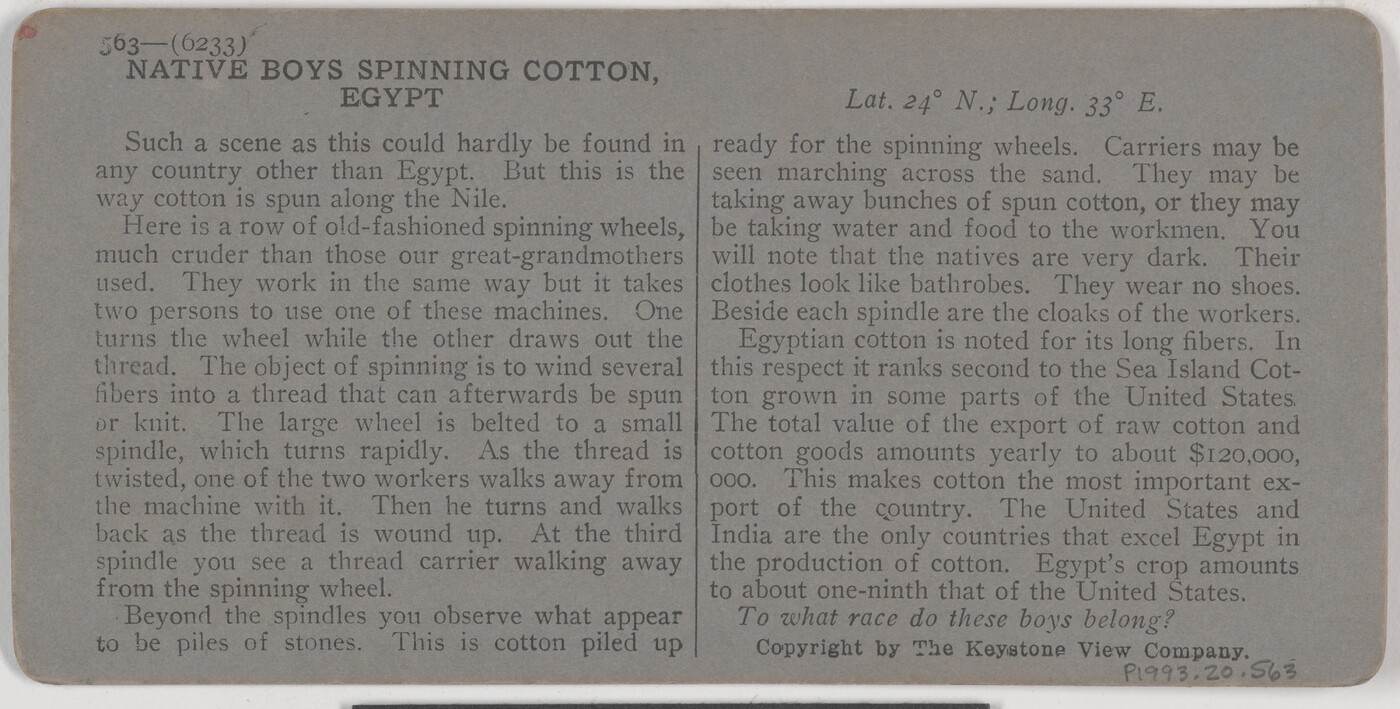 563—(6233)
NATIVE BOYS SPINNING COTTON,
EGYPT
Lat. 24° N.; Long. 33° E.
Such a scene as this could hardly be found in
any country other than Egypt. But this is the
way cotton is spun along the Nile.
Here is a row of old-fashioned spinning wheels,
much cruder than those our great-grandmothers
used. They work in the same way but it takes
two persons to use one of these machines. One
turns the wheel while the other draws out the
thread. The object of spinning is to wind several
fibers into a thread that can afterwards be spun
or knit. The large wheel is belted to a small
spindle, which turns rapidly. As the thread is
twisted, one of the two workers walks away from
the machine with it. Then he turns and walks
back as the thread is wound up. At the third
spindle you see a thread carrier walking away
from the spinning wheel.
Beyond the spindles you observe what appear
to be piles of stones. This is cotton piled up
ready for the spinning wheels. Carriers may be
seen marching across the sand. They may be
taking away bunches of spun cotton, or they may
be taking water and food to the workmen. You
will note that the natives are very dark. Their
clothes look like bathrobes. They wear no shoes.
Beside each spindle are the cloaks of the workers.
Egyptian cotton is noted for its long fibers. In
this respect it ranks second to the Sea Island Cot-
ton grown in some parts of the United States.
The total value of the export of raw cotton and
cotton goods amounts yearly to about $120,000,
000. This makes cotton the most important ex-
port of the country. The United States and
India are the only countries that excel Egypt in
the production of cotton. Egypt's crop amounts
to about one-ninth that of the United States.
To what race do these boys belong?
Copyright by The Keystone View Company.
P1993.20.563